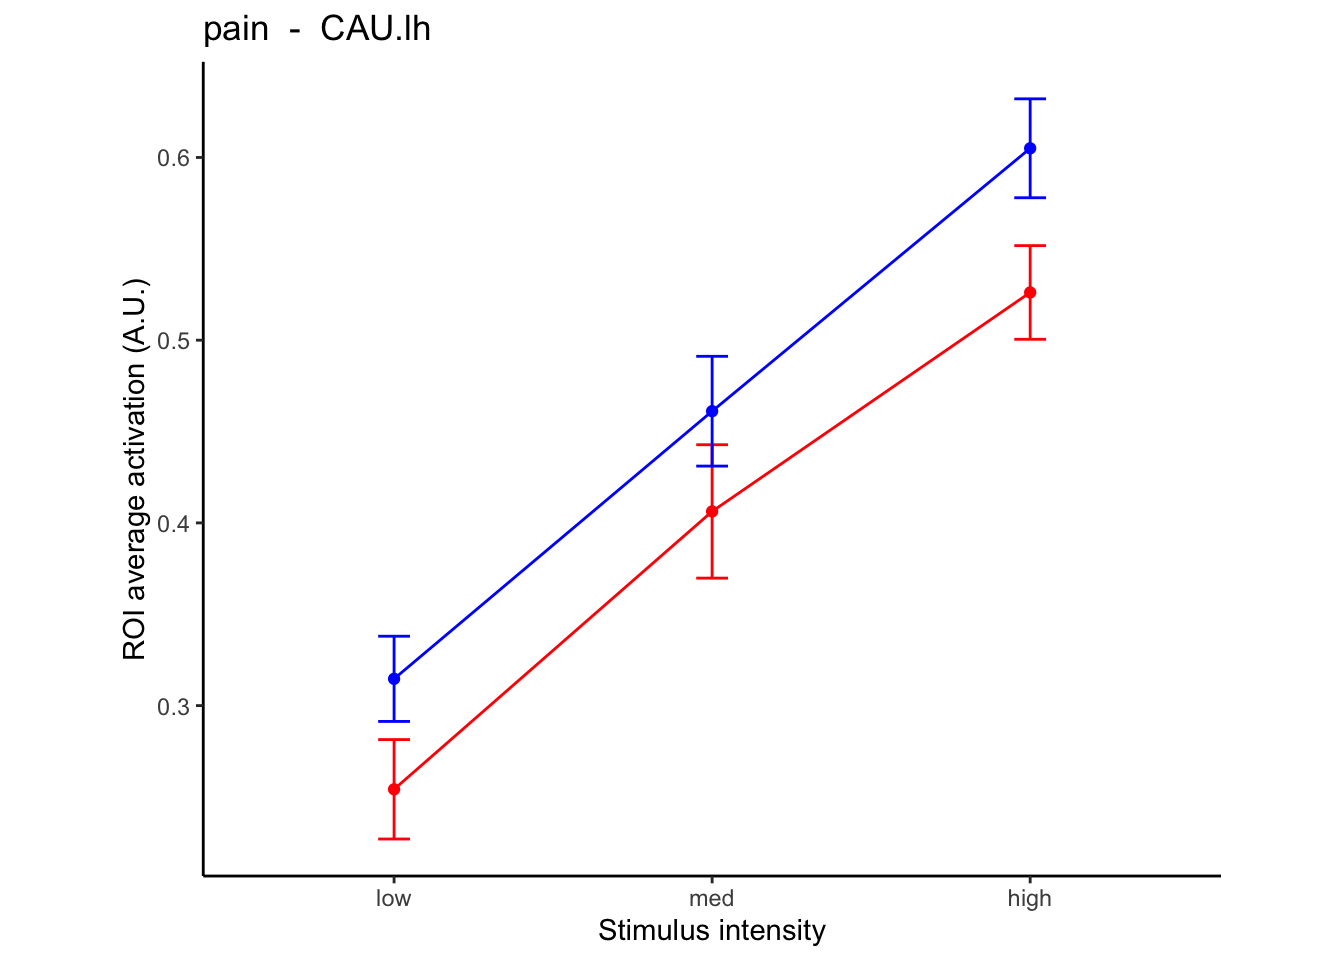 pain  -  CAU.lh
ROI average activation (A.U.)
0.6
0.5
0.4
0.3
low med high
Stimulus intensity